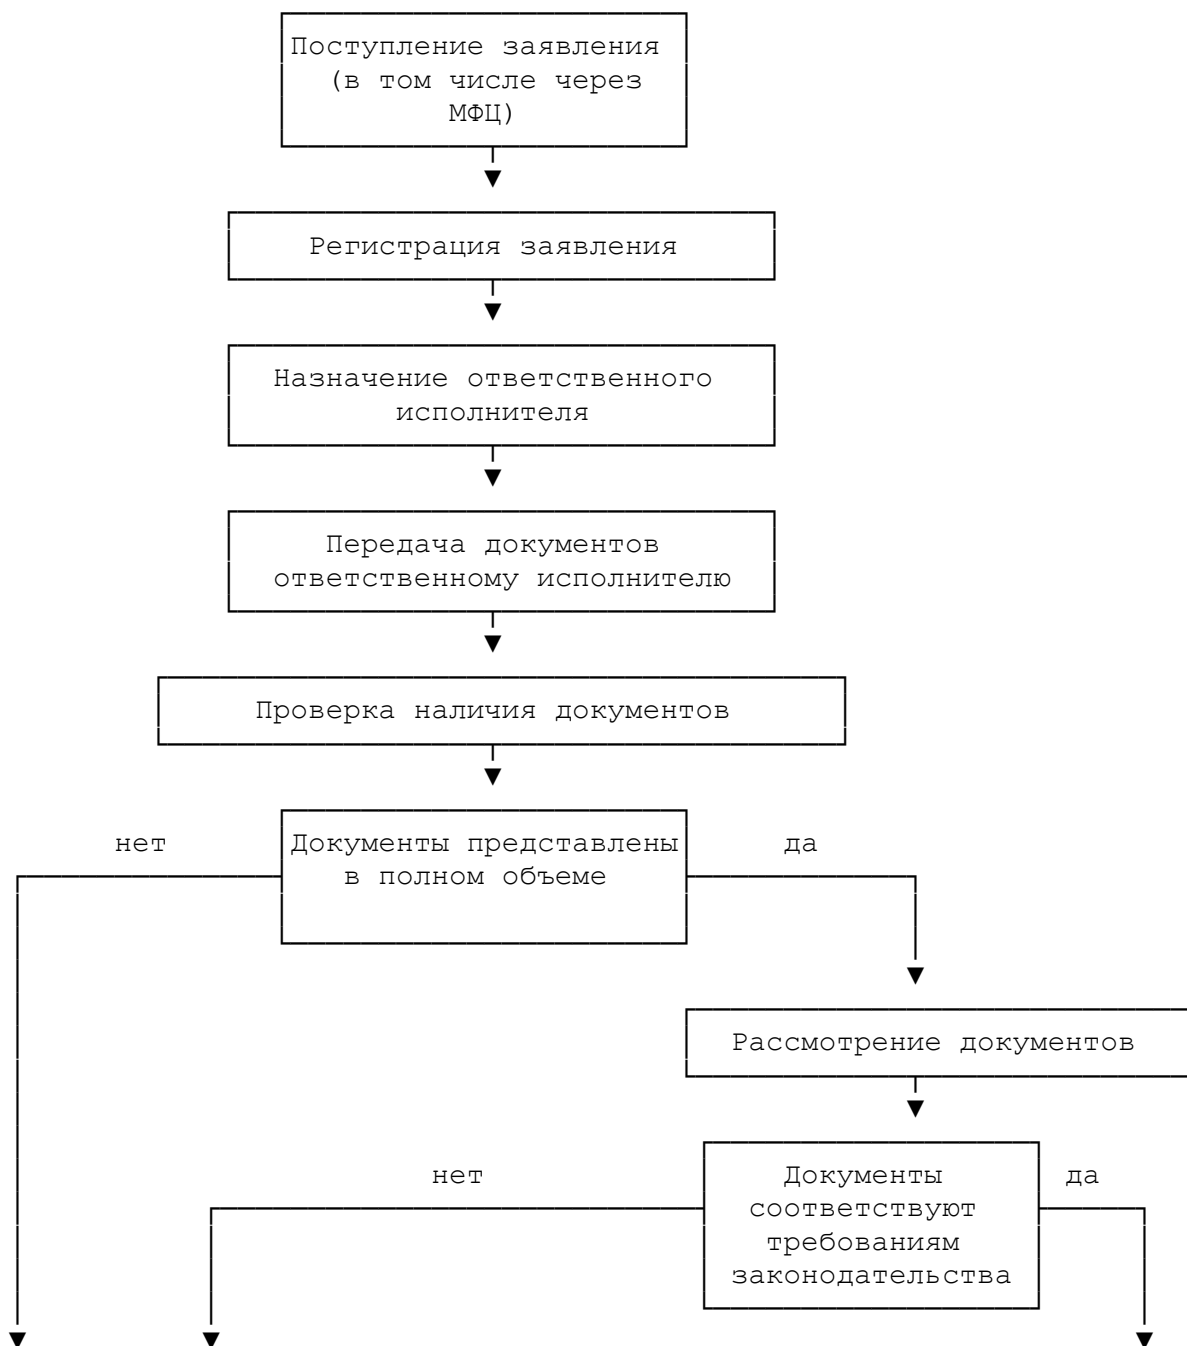 Поступление заявления
(в том числе через
МФЦ)
Регистрация заявления
Назначение ответственного
исполнителя
Передача документов
ответственному исполнителю
Проверка наличия документов
нет
Документы представлены
в полном объеме
да
Рассмотрение документов
нет
Документы
соответствуют
требованиям
законодательства
да